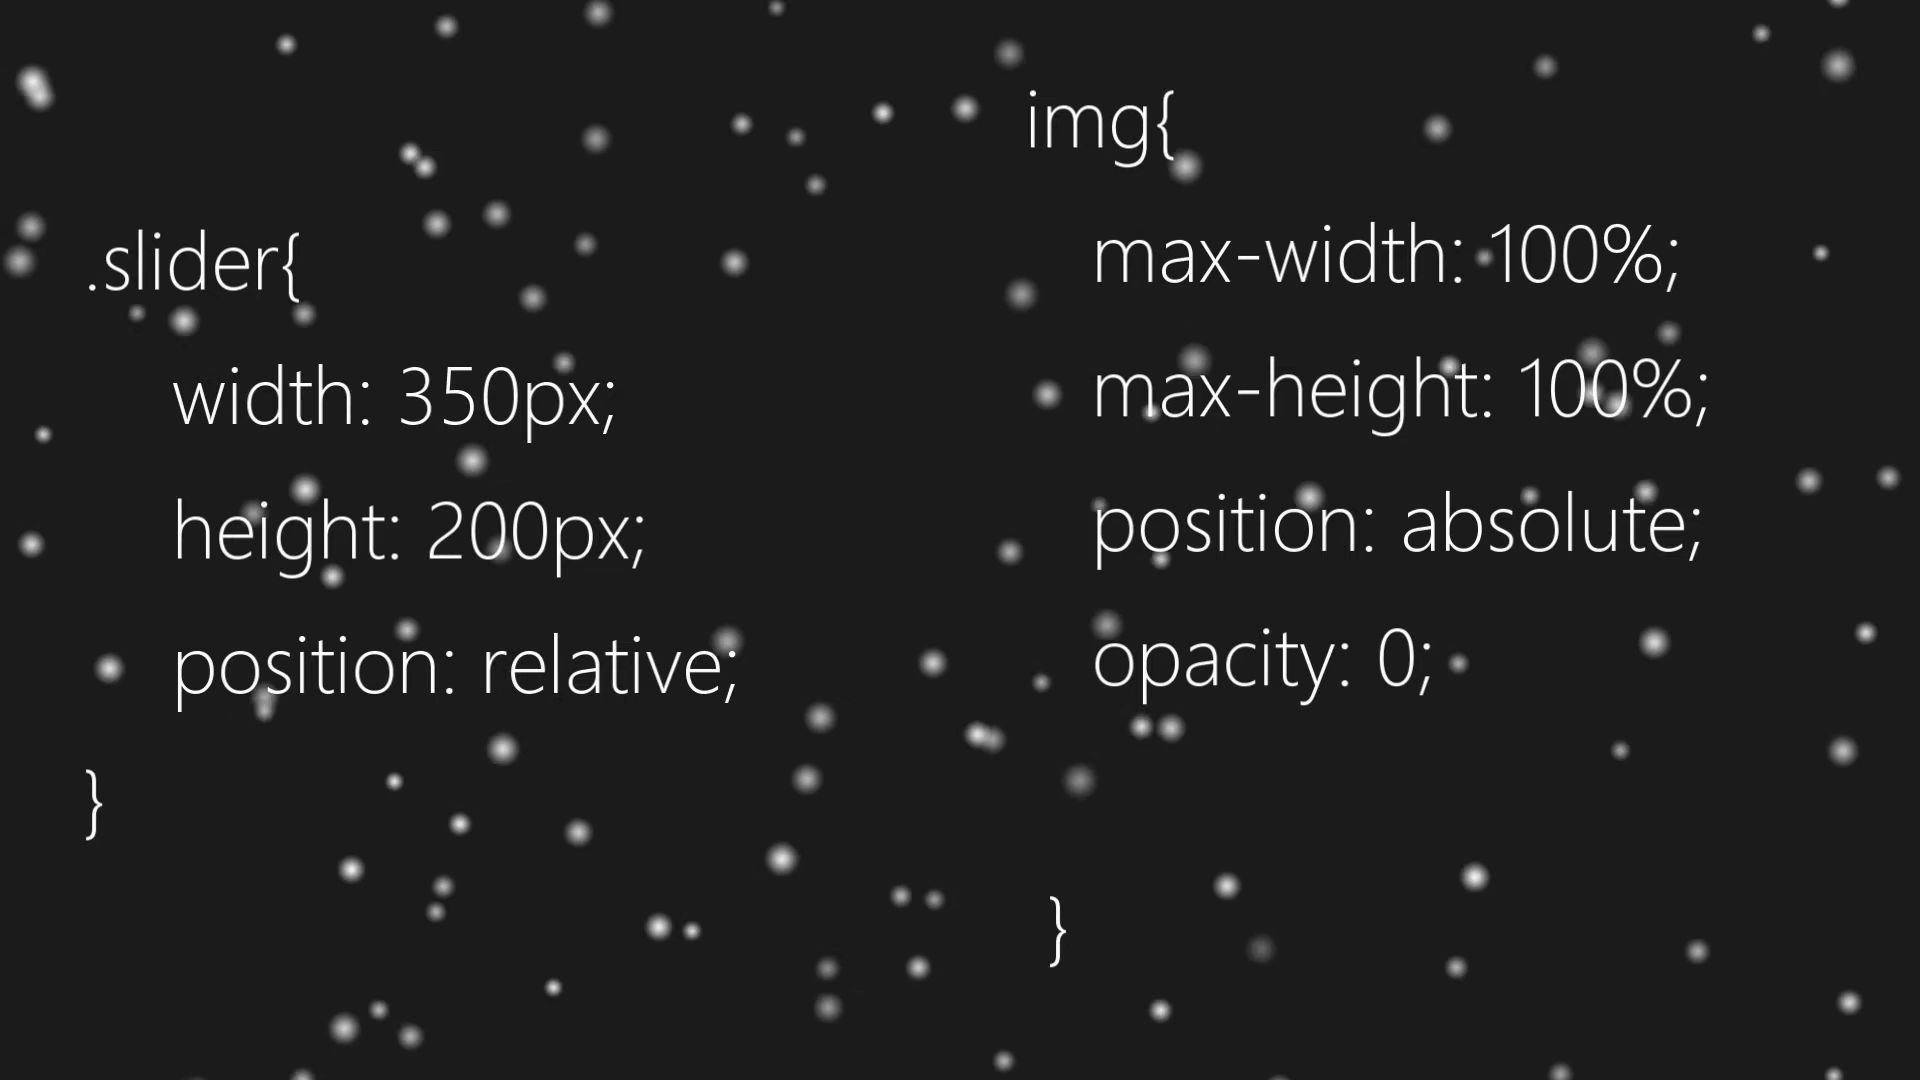 .slider{
width: 350px;
height: 200px;
position: relative;
}
img{
max-width: 100%;
max-height: 100%;
position: absolute;
opacity: 0;
}